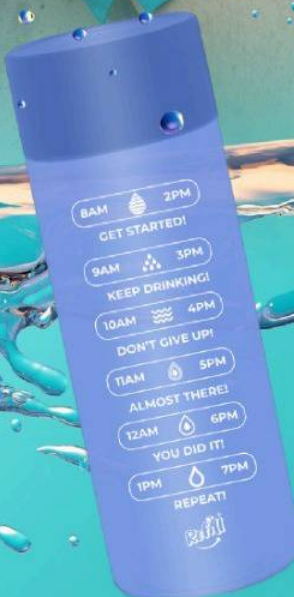 8AM 2PM
GET STARTED!
9AM 3PM
KEEP DRINKING!
10AM 4PM
DON'T GIVE UP!
11AM 5PM
ALMOST THERE!
12AM 6PM
YOU DID IT!
1PM 7PM
REPEAT!
Refill